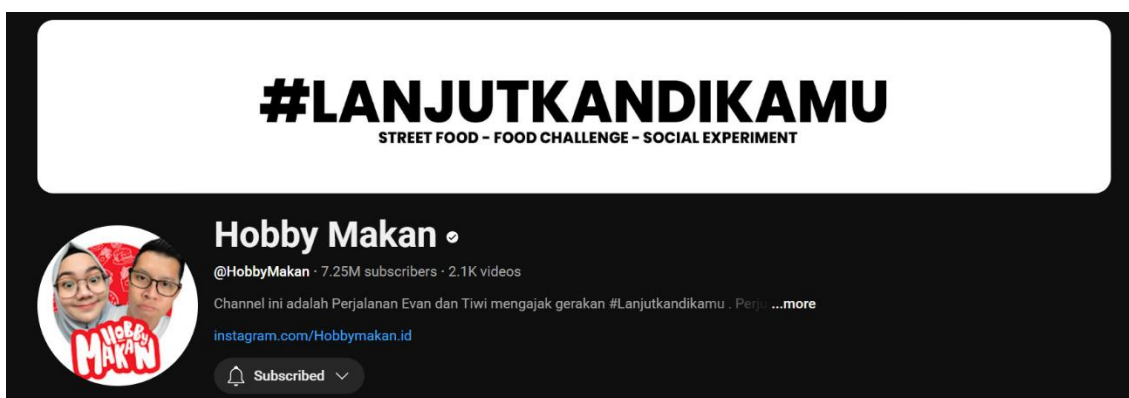 #LANJUTKANDIKAMU
STREET FOOD - FOOD CHALLENGE - SOCIAL EXPERIMENT
Hobby Makan
@HobbyMakan · 7.25M subscribers · 2.1K videos
Channel ini adalah Perjalanan Evan dan Tiwi mengajak gerakan #Lanjutkandikamu . Perju ...more
instagram.com/Hobbymakan.id
HOBBY
MAKAN
Subscribed